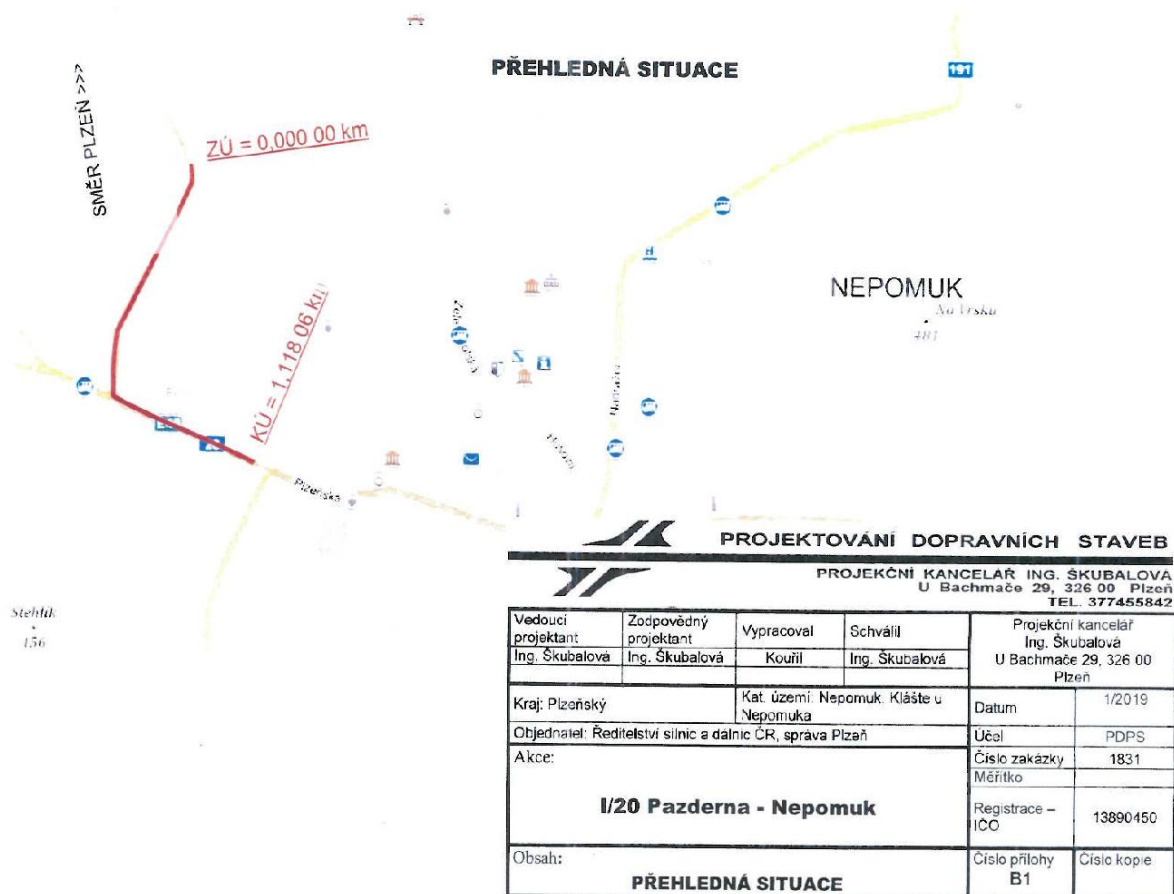 PŘEHLEDNÁ SITUACE
191
SMĚR PLZEŇ >>>
ZÚ = 0,000 00 km
NEPOMUK
Na Vrsku
481
KÚ = 1,118 06 km
Nádražní
Plzeňská
PROJEKTOVÁNÍ DOPRAVNÍCH STAVEB
PROJEKČNÍ KANCELÁŘ ING. ŠKUBALOVÁ
U Bachmače 29, 326 00 Plzeň
TEL. 377455842
Stehlík
Vedoucí projektant
Zodpovědný projektant
Vypracoval
Schválil
Projekční kancelář
Ing. Škubalová
U Bachmače 29, 326 00
Plzeň
Ing. Škubalová
Ing. Škubalová
Kouřil
Ing. Škubalová
Kraj: Plzeňský
Kat. území: Nepomuk, Klášte u
Nepomuka
Datum
1/2019
Objednatel: Ředitelství silnic a dálnic ČR, správa Plzeň
Účel
PDPS
Akce:
Číslo zakázky
1831
Měřítko
I/20 Pazderna - Nepomuk
Registrace –
IČO
13890450
Obsah:
PŘEHLEDNÁ SITUACE
Číslo přílohy
B1
Číslo kopie